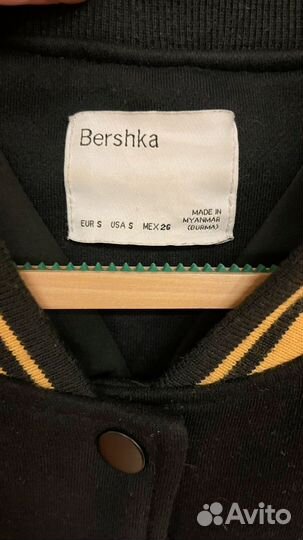 Bershka
EUR S USA S MEX 26 MADE IN
MYANMAR
(BURMA)
Avito